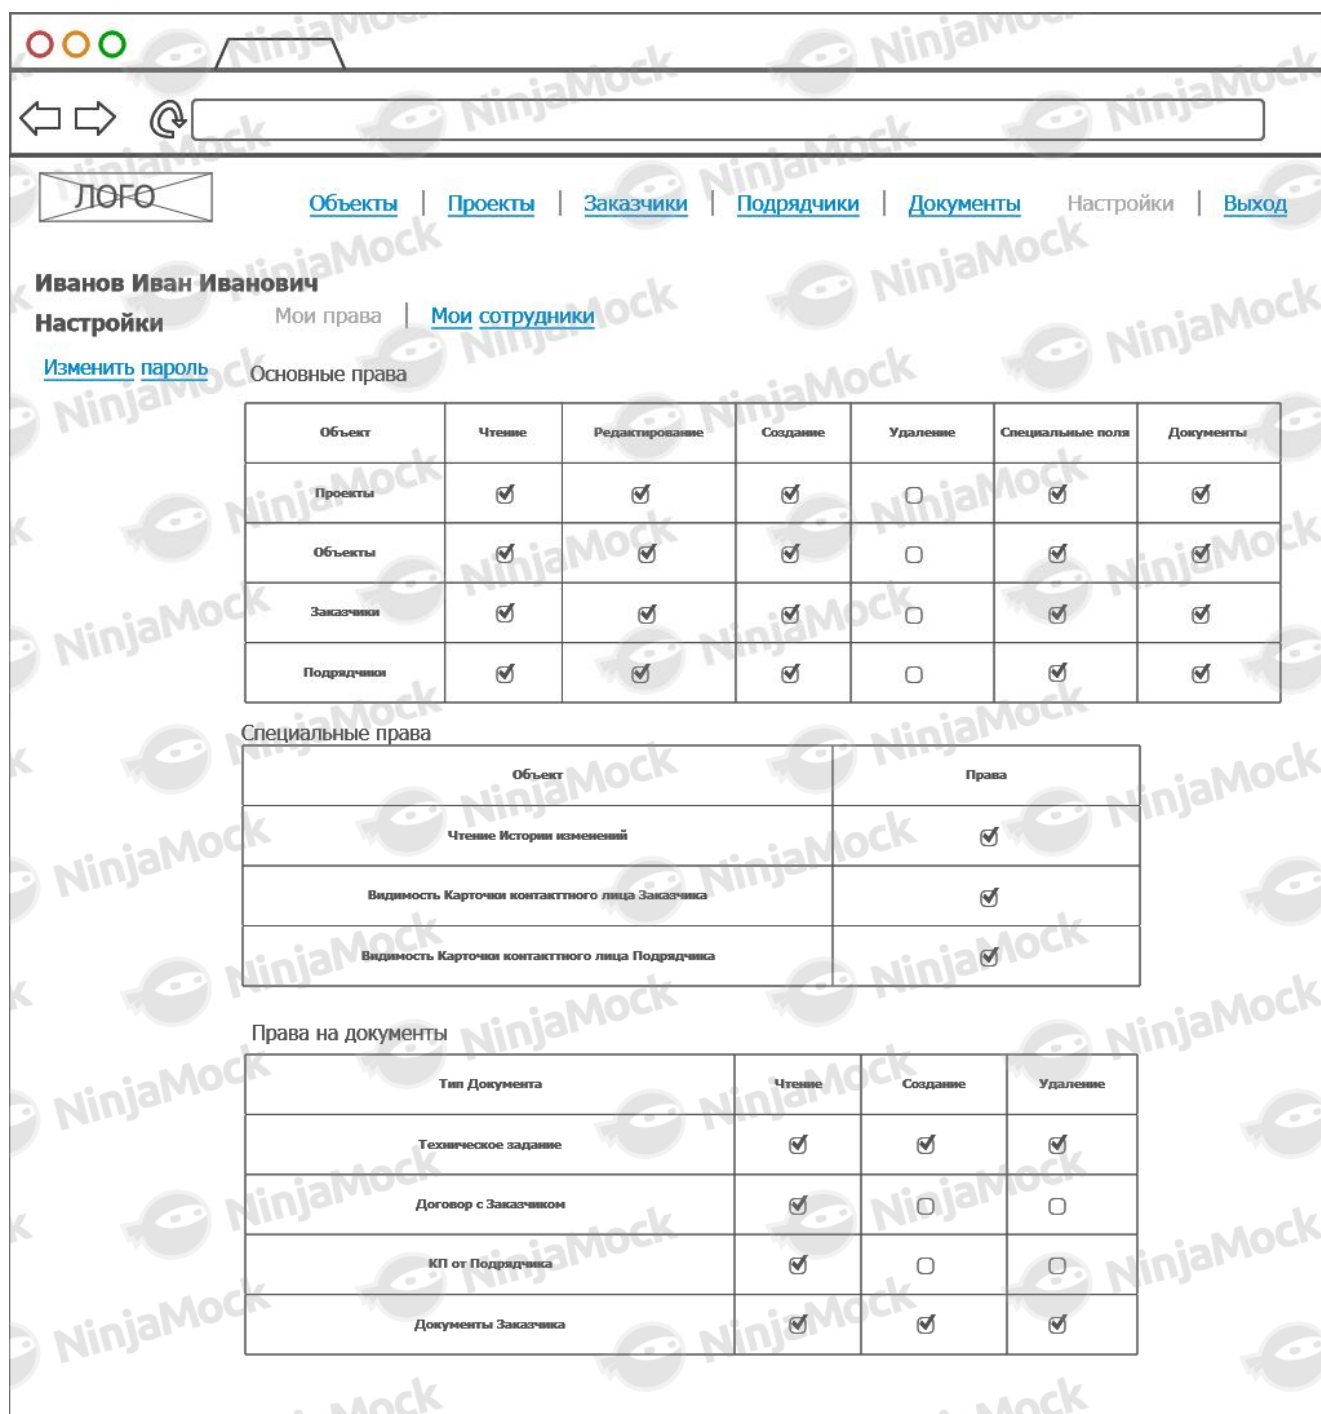 ЛОГО
Объекты | Проекты | Заказчики | Подрядчики | Документы Настройки | Выход
Иванов Иван Иванович
Настройки
Мои права | Мои сотрудники
Изменить пароль
Основные права
Объект Чтение Редактирование Создание Удаление Специальные поля Документы
Проекты
Объекты
Заказчики
Подрядчики
Специальные права
Объект Права
Чтение Истории изменений
Видимость Карточки контакттного лица Заказчика
Видимость Карточки контакттного лица Подрядчика
Права на документы
Тип Документа Чтение Создание Удаление
Техническое задание
Договор с Заказчиком
КП от Подрядчика
Документы Заказчика
NinjaMock